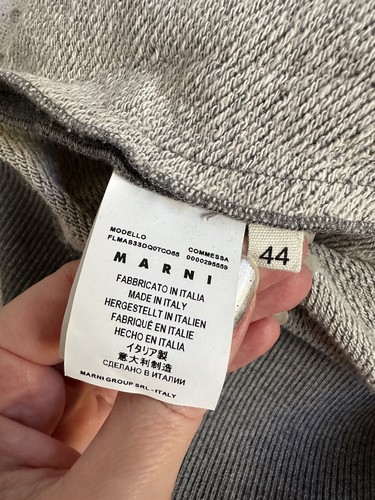 MODELLO COMMESSA
FLMAS33DQ0TCO65 0000295559
MARNI
FABBRICATO IN ITALIA
MADE IN ITALY
HERGESTELLT IN ITALIEN
FABRIQUÉ EN ITALIE
HECHO EN ITALIA
イタリア製
意大利制造
СДЕЛАНО В ИТАЛИИ
MARNI GROUP SRL - ITALY
44